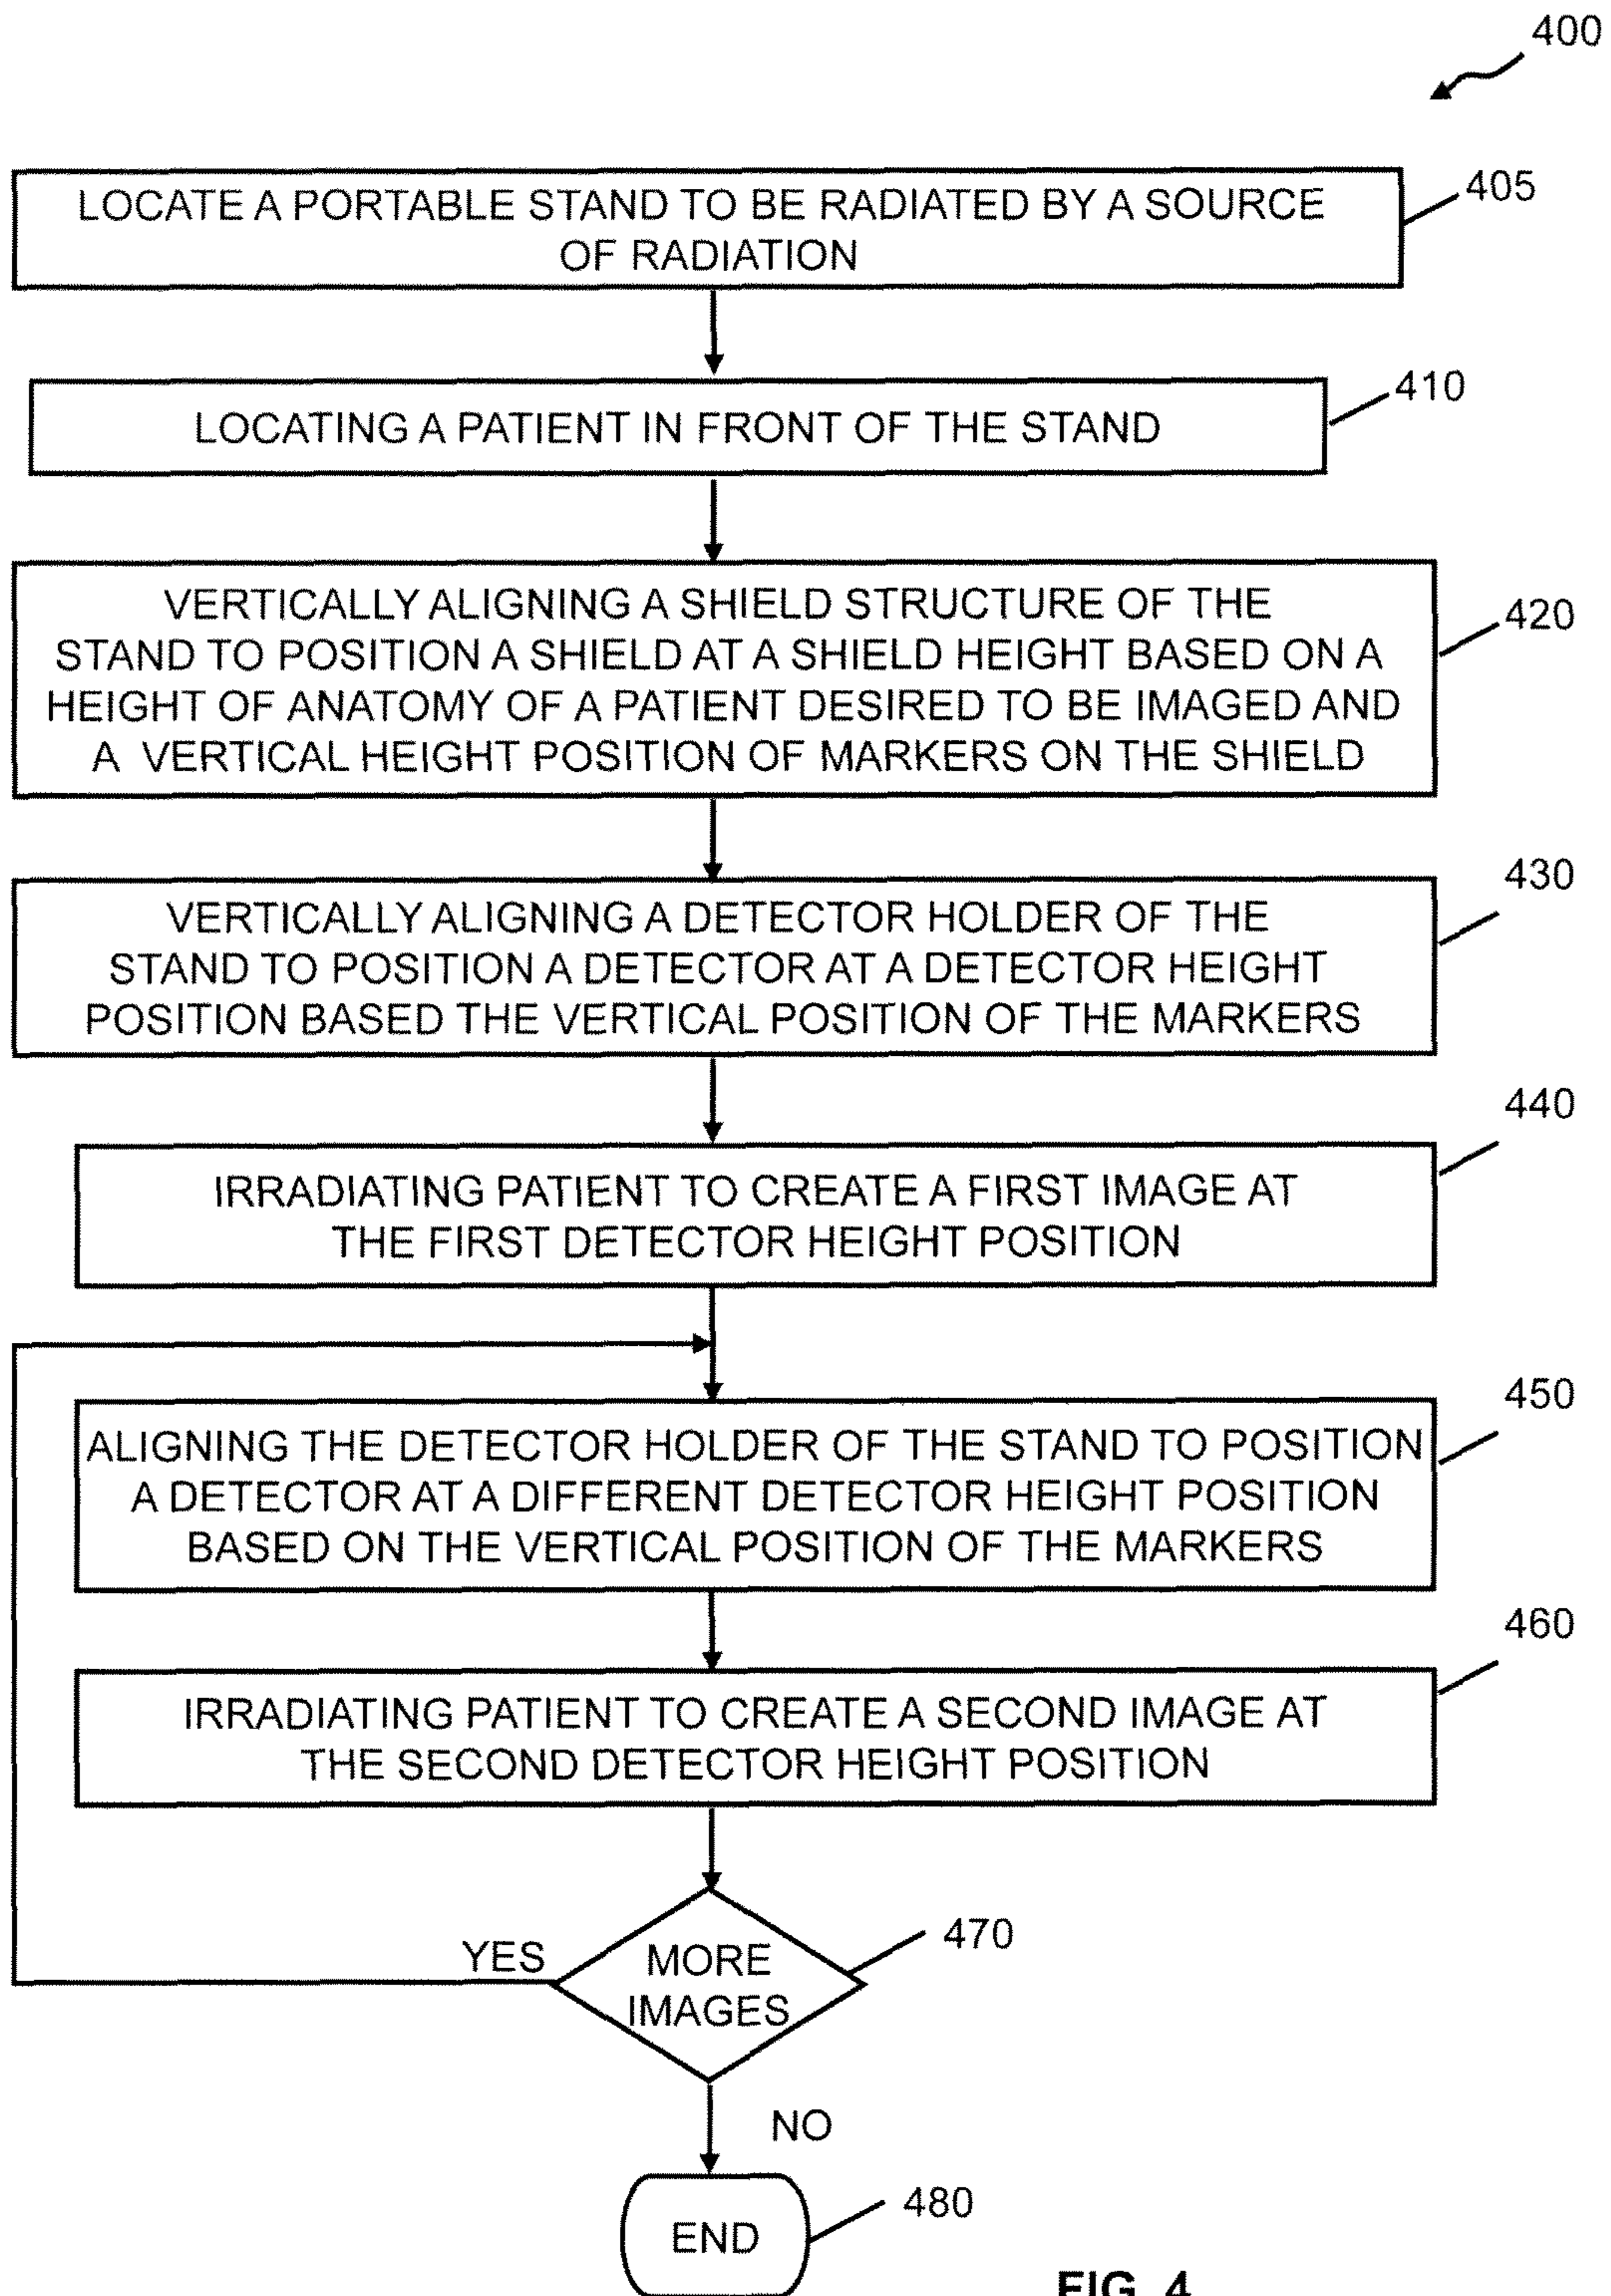 400
LOCATE A PORTABLE STAND TO BE RADIATED BY A SOURCE
OF RADIATION
405
LOCATING A PATIENT IN FRONT OF THE STAND
410
VERTICALLY ALIGNING A SHIELD STRUCTURE OF THE
STAND TO POSITION A SHIELD AT A SHIELD HEIGHT BASED ON A
HEIGHT OF ANATOMY OF A PATIENT DESIRED TO BE IMAGED AND
A VERTICAL HEIGHT POSITION OF MARKERS ON THE SHIELD
420
VERTICALLY ALIGNING A DETECTOR HOLDER OF THE
STAND TO POSITION A DETECTOR AT A DETECTOR HEIGHT
POSITION BASED THE VERTICAL POSITION OF THE MARKERS
430
IRRADIATING PATIENT TO CREATE A FIRST IMAGE AT
THE FIRST DETECTOR HEIGHT POSITION
440
ALIGNING THE DETECTOR HOLDER OF THE STAND TO POSITION
A DETECTOR AT A DIFFERENT DETECTOR HEIGHT POSITION
BASED ON THE VERTICAL POSITION OF THE MARKERS
450
IRRADIATING PATIENT TO CREATE A SECOND IMAGE AT
THE SECOND DETECTOR HEIGHT POSITION
460
YES
MORE
IMAGES
470
NO
END
480
FIG. 4